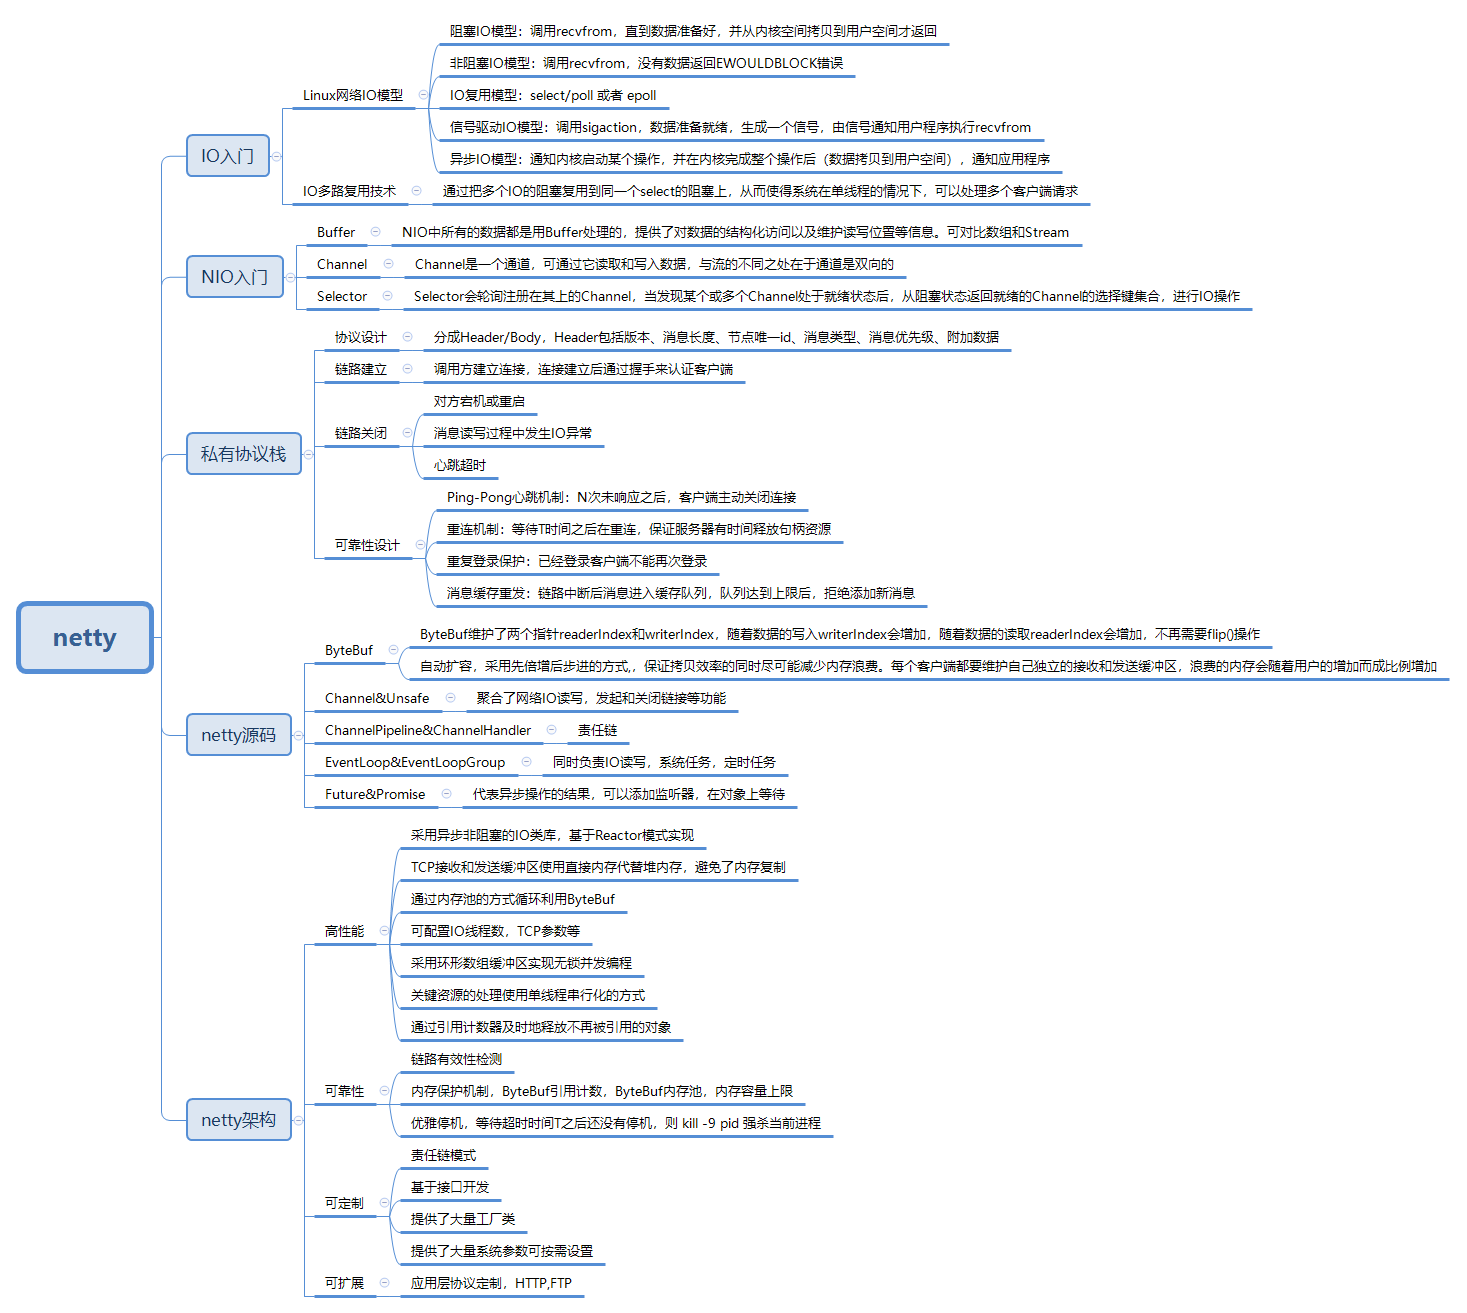 netty
IO入门
Linux网络IO模型
阻塞IO模型：调用recvfrom，直到数据准备好，并从内核空间拷贝到用户空间才返回
非阻塞IO模型：调用recvfrom，没有数据返回EWOULDBLOCK错误
IO复用模型：select/poll 或者 epoll
信号驱动IO模型：调用sigaction，数据准备就绪，生成一个信号，由信号通知用户程序执行recvfrom
异步IO模型：通知内核启动某个操作，并在内核完成整个操作后（数据拷贝到用户空间），通知应用程序
IO多路复用技术
通过把多个IO的阻塞复用到同一个select的阻塞上，从而使得系统在单线程的情况下，可以处理多个客户端请求
NIO入门
Buffer
NIO中所有的数据都是用Buffer处理的，提供了对数据的结构化访问以及维护读写位置等信息。可对比数组和Stream
Channel
Channel是一个通道，可通过它读取和写入数据，与流的不同之处在于通道是双向的
Selector
Selector会轮询注册在其上的Channel，当发现某个或多个Channel处于就绪状态后，从阻塞状态返回就绪的Channel的选择键集合，进行IO操作
私有协议栈
协议设计
分成Header/Body，Header包括版本、消息长度、节点唯一id、消息类型、消息优先级、附加数据
链路建立
调用方建立连接，连接建立后通过握手来认证客户端
链路关闭
对方宕机或重启
消息读写过程中发生IO异常
心跳超时
可靠性设计
Ping-Pong心跳机制：N次未响应之后，客户端主动关闭连接
重连机制：等待T时间之后在重连，保证服务器有时间释放句柄资源
重复登录保护：已经登录客户端不能再次登录
消息缓存重发：链路中断后消息进入缓存队列，队列达到上限后，拒绝添加新消息
netty源码
ByteBuf
ByteBuf维护了两个指针readerIndex和writerIndex，随着数据的写入writerIndex会增加，随着数据的读取readerIndex会增加，不再需要flip()操作
自动扩容，采用先倍增后步进的方式,，保证拷贝效率的同时尽可能减少内存浪费。每个客户端都要维护自己独立的接收和发送缓冲区，浪费的内存会随着用户的增加而成比例增加
Channel&Unsafe
聚合了网络IO读写，发起和关闭链接等功能
ChannelPipeline&ChannelHandler
责任链
EventLoop&EventLoopGroup
同时负责IO读写，系统任务，定时任务
Future&Promise
代表异步操作的结果，可以添加监听器，在对象上等待
netty架构
高性能
采用异步非阻塞的IO类库，基于Reactor模式实现
TCP接收和发送缓冲区使用直接内存代替堆内存，避免了内存复制
通过内存池的方式循环利用ByteBuf
可配置IO线程数，TCP参数等
采用环形数组缓冲区实现无锁并发编程
关键资源的处理使用单线程串行化的方式
通过引用计数器及时地释放不再被引用的对象
可靠性
链路有效性检测
内存保护机制，ByteBuf引用计数，ByteBuf内存池，内存容量上限
优雅停机，等待超时时间T之后还没有停机，则 kill -9 pid 强杀当前进程
可定制
责任链模式
基于接口开发
提供了大量工厂类
提供了大量系统参数可按需设置
可扩展
应用层协议定制，HTTP,FTP